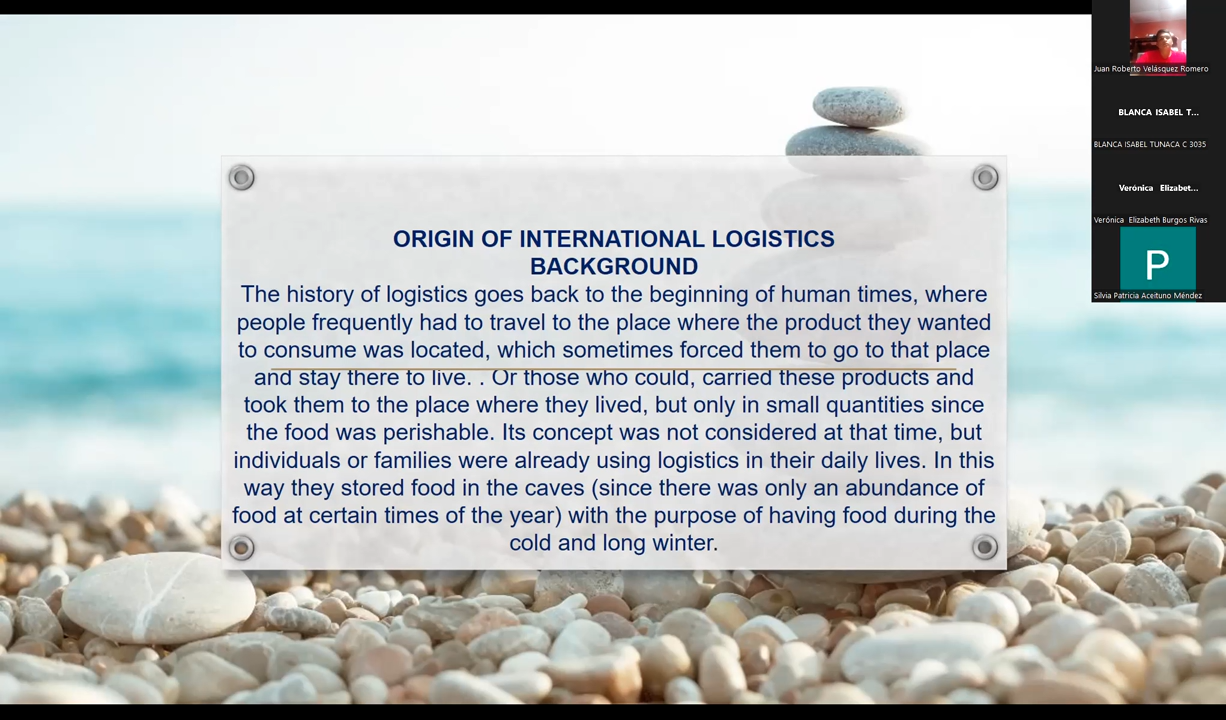 ORIGIN OF INTERNATIONAL LOGISTICS
BACKGROUND
The history of logistics goes back to the beginning of human times, where
people frequently had to travel to the place where the product they wanted
to consume was located, which sometimes forced them to go to that place
and stay there to live. . Or those who could, carried these products and
took them to the place where they lived, but only in small quantities since
the food was perishable. Its concept was not considered at that time, but
individuals or families were already using logistics in their daily lives. In this
way they stored food in the caves (since there was only an abundance of
food at certain times of the year) with the purpose of having food during the
cold and long winter.
Juan Roberto Velásquez Romero
BLANCA ISABEL T...
BLANCA ISABEL TUNACA C 3035
Verónica Elizabet...
Verónica Elizabeth Burgos Rivas
P
Silvia Patricia Aceituno Méndez